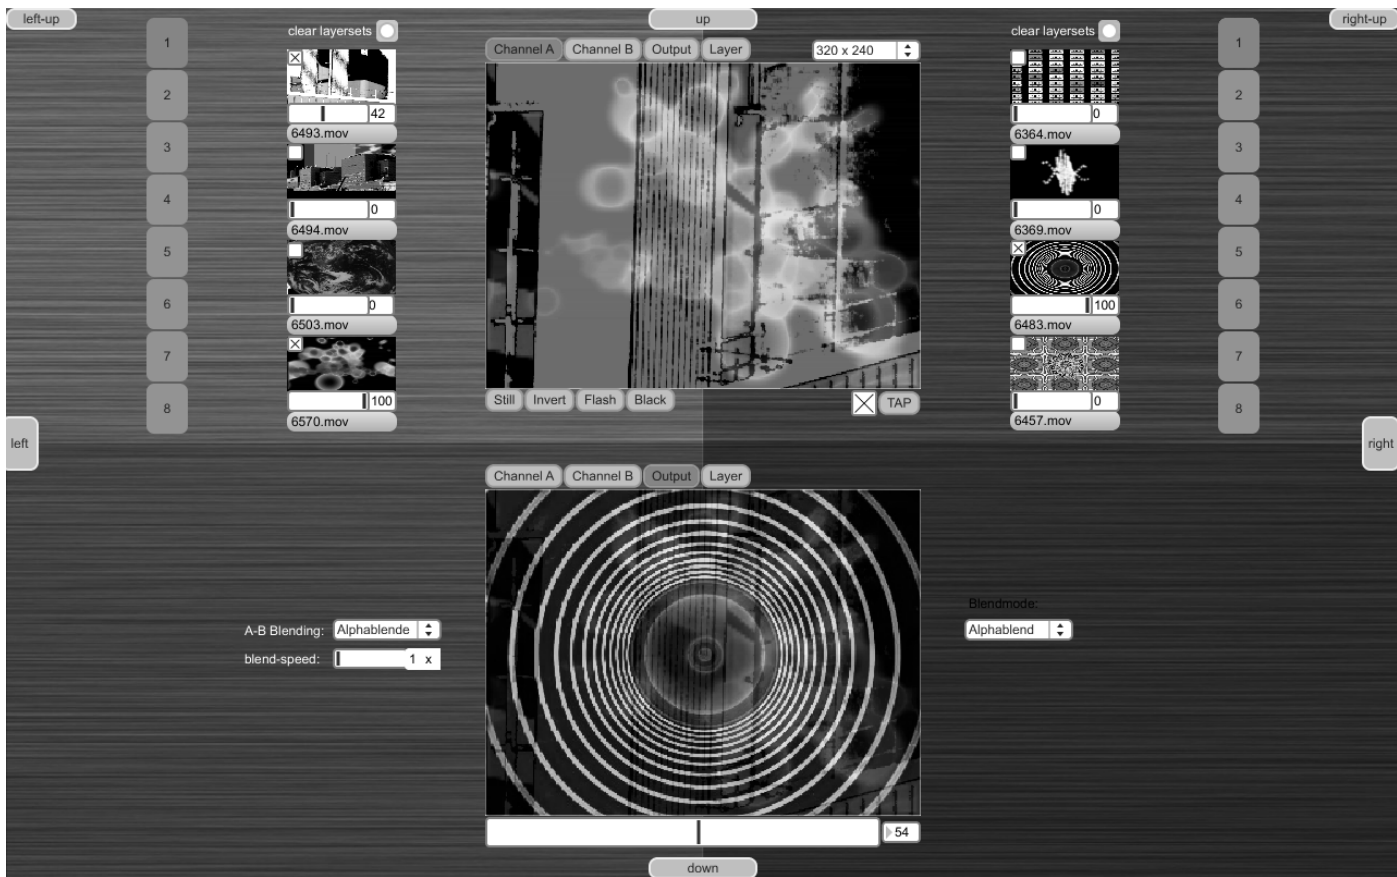 left-up
up
right-up
clear layersets
clear layersets
Channel A
Channel B
Output
Layer
320 x 240
1
2
3
4
5
6
7
8
42
6493.mov
0
6494.mov
0
6503.mov
100
6570.mov
0
6364.mov
0
6369.mov
100
6483.mov
0
6457.mov
1
2
3
4
5
6
7
8
Still
Invert
Flash
Black
TAP
left
right
Channel A
Channel B
Output
Layer
A-B Blending:
Alphablende
blend-speed:
1 x
Blendmode:
Alphablend
54
down